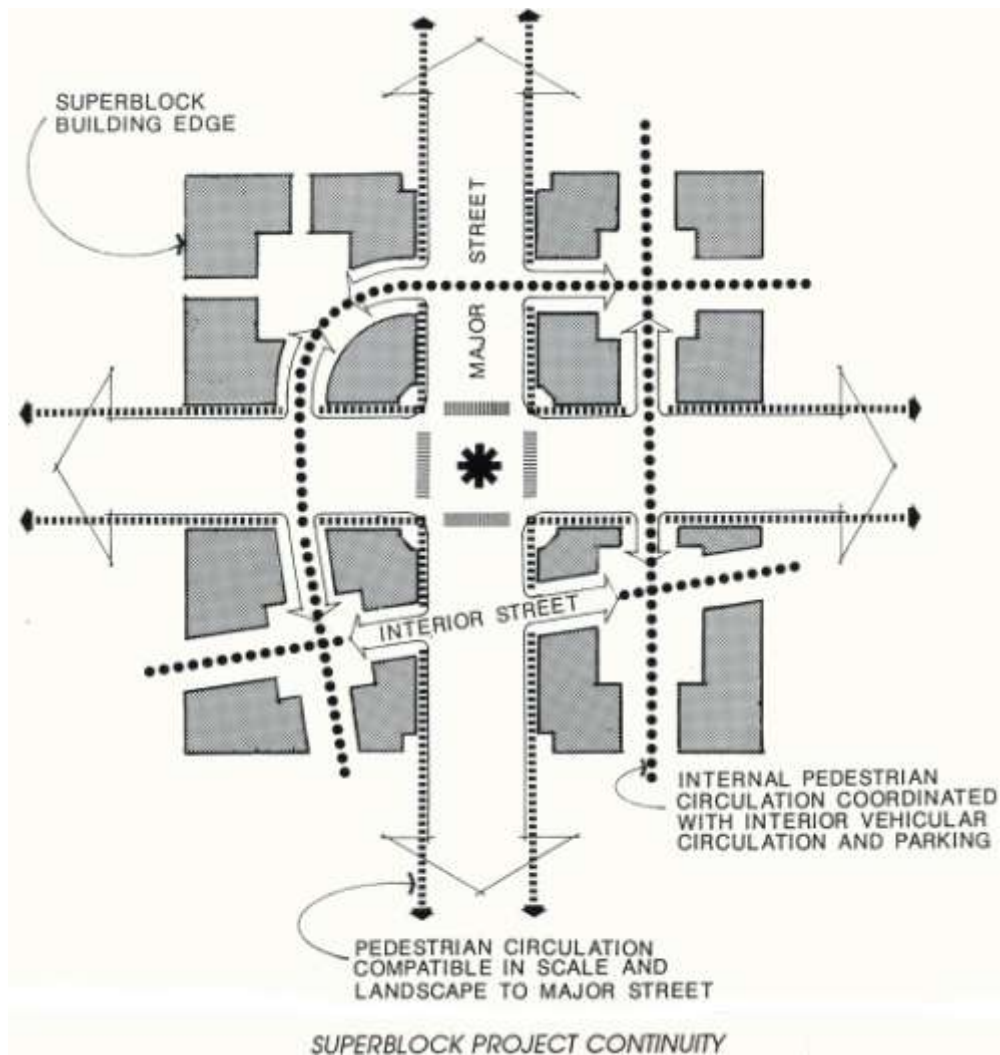 SUPERBLOCK
BUILDING EDGE
MAJOR STREET
INTERIOR STREET
INTERNAL PEDESTRIAN
CIRCULATION COORDINATED
WITH INTERIOR VEHICULAR
CIRCULATION AND PARKING
PEDESTRIAN CIRCULATION
COMPATIBLE IN SCALE AND
LANDSCAPE TO MAJOR STREET
SUPERBLOCK PROJECT CONTINUITY